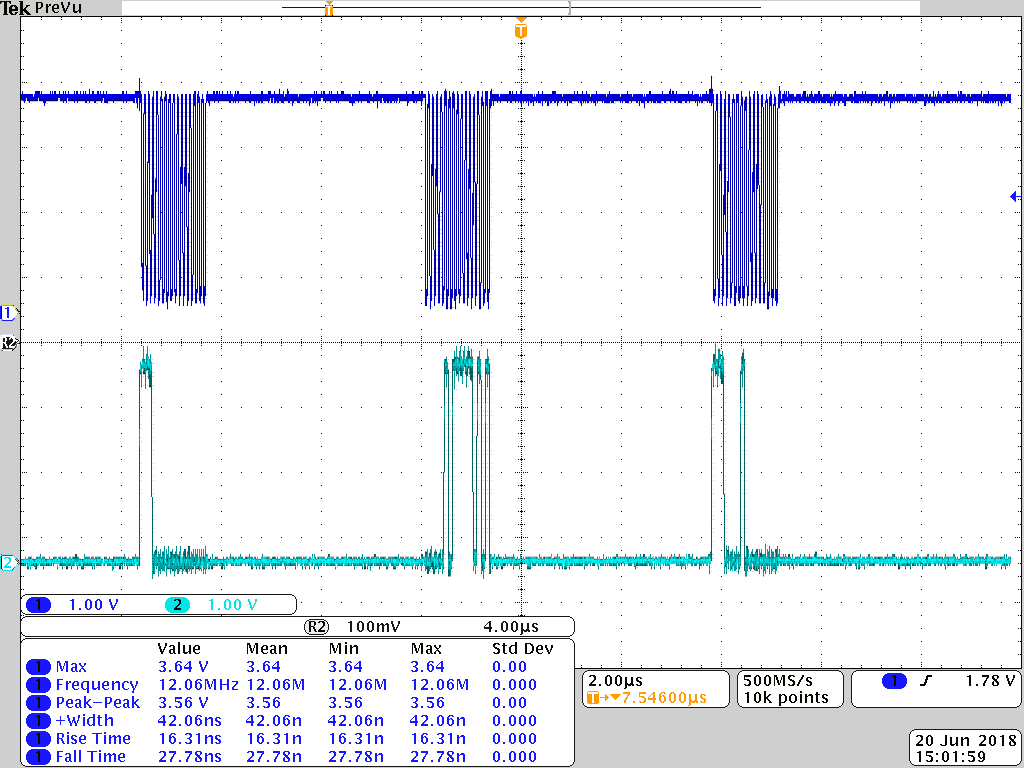 Tek PreVu
T
T
1
R2
2
1 1.00 V 2 1.00 V
R2 100mV 4.00µs
Value Mean Min Max Std Dev
1 Max 3.64 V 3.64 3.64 3.64 0.00
1 Frequency 12.06MHz 12.06M 12.06M 12.06M 0.000
1 Peak-Peak 3.56 V 3.56 3.56 3.56 0.00
1 +Width 42.06ns 42.06n 42.06n 42.06n 0.000
1 Rise Time 16.31ns 16.31n 16.31n 16.31n 0.000
1 Fall Time 27.78ns 27.78n 27.78n 27.78n 0.000
2.00µs
T→▼7.54600µs
500MS/s
10k points
1 1.78 V
20 Jun 2018
15:01:59